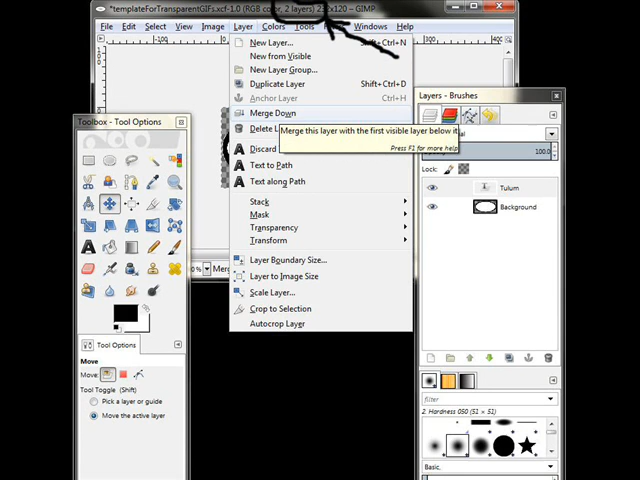 *templateForTransparentGIFs.xcf-1.0 (RGB color, 2 layers) 232x120 – GIMP
File Edit Select View Image Layer Colors Tools Windows Help
New Layer... Shift+Ctrl+N
New from Visible
New Layer Group...
Duplicate Layer Shift+Ctrl+D
Anchor Layer Ctrl+H
Merge Down
Delete L
Merge this layer with the first visible layer below it
Press F1 for more help
Discard
Text to Path
Text along Path
Stack
Mask
Transparency
Transform
Layer Boundary Size...
Layer to Image Size
Scale Layer...
Crop to Selection
Autocrop Layer
Toolbox - Tool Options
Tool Options
Move
Move:
Tool Toggle (Shift)
Pick a layer or guide
Move the active layer
Layers - Brushes
100.0
Lock:
Tulum
Background
filter
2. Hardness 050 (51 × 51)
Basic,